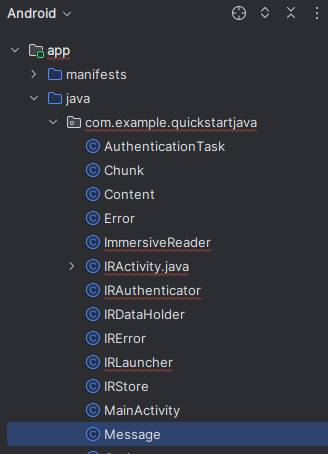 Android
app
manifests
java
com.example.quickstartjava
AuthenticationTask
Chunk
Content
Error
ImmersiveReader
IRActivity.java
IRAuthenticator
IRDataHolder
IRError
IRLauncher
IRStore
MainActivity
Message